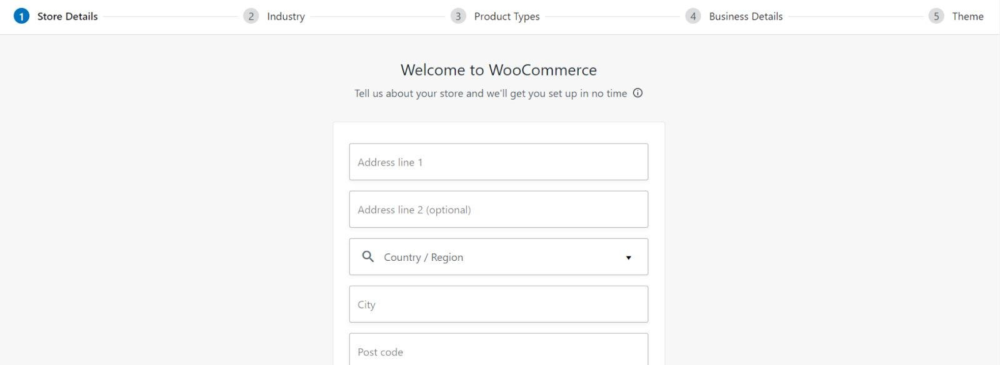 1 Store Details 2 Industry 3 Product Types 4 Business Details 5 Theme
Welcome to WooCommerce
Tell us about your store and we'll get you set up in no time
Address line 1
Address line 2 (optional)
Country / Region
City
Post code